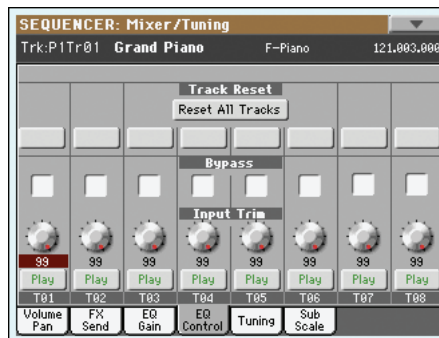 SEQUENCER: Mixer/Tuning
Trk:P1Tr01 Grand Piano F-Piano 121.003.000
Track Reset
Reset All Tracks
Bypass
Input Trim
99 99 99 99 99 99 99 99
Play Play Play Play Play Play Play Play
T01 T02 T03 T04 T05 T06 T07 T08
Volume Pan FX Send EQ Gain EQ Control Tuning Sub Scale